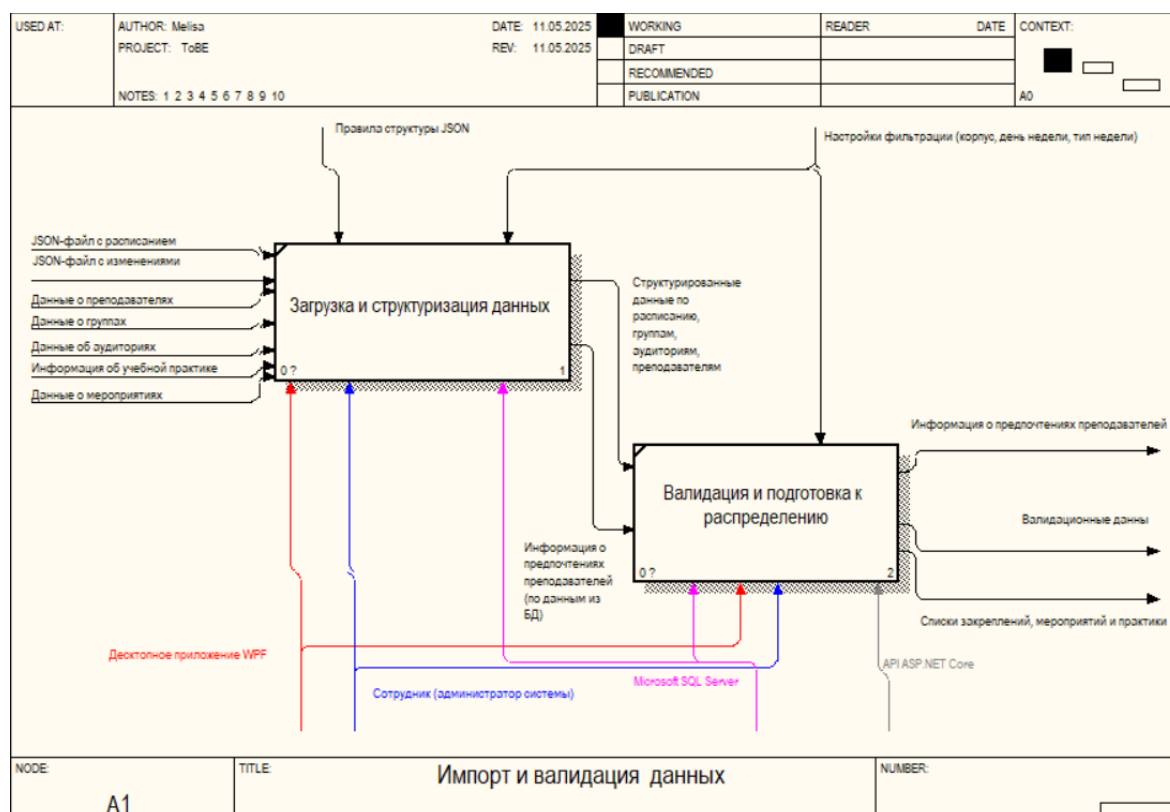 USED AT:
AUTHOR: Melisa
DATE: 11.05.2025
PROJECT: ToBE
REV: 11.05.2025
NOTES: 1 2 3 4 5 6 7 8 9 10
WORKING
DRAFT
RECOMMENDED
PUBLICATION
READER
DATE
CONTEXT:
A0
Правила структуры JSON
Настройки фильтрации (корпус, день недели, тип недели)
JSON-файл с расписанием
JSON-файл с изменениями
Данные о преподавателях
Данные о группах
Данные об аудиториях
Информация об учебной практике
Данные о мероприятиях
Загрузка и структуризация данных
0 ?
1
Структурированные
данные по
расписанию,
группам,
аудиториям,
преподавателям
Валидация и подготовка к
распределению
0 ?
2
Информация о предпочтениях преподавателей
Валидационные данны
Списки закреплений, мероприятий и практики
Информация о
предпочтениях
преподавателей
(по данным из
БД)
Десктопное приложение WPF
Сотрудник (администратор системы)
Microsoft SQL Server
API ASP.NET Core
NODE:
A1
TITLE:
Импорт и валидация данных
NUMBER: